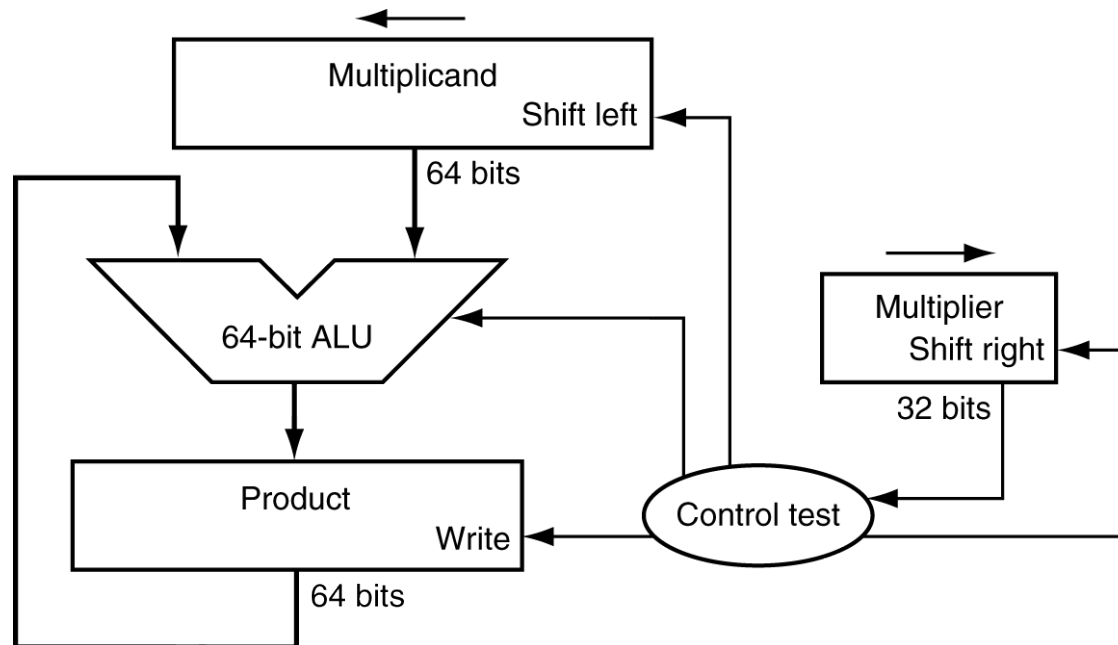 Multiplicand
Shift left
64 bits
64-bit ALU
Multiplier
Shift right
32 bits
Control test
Product
Write
64 bits